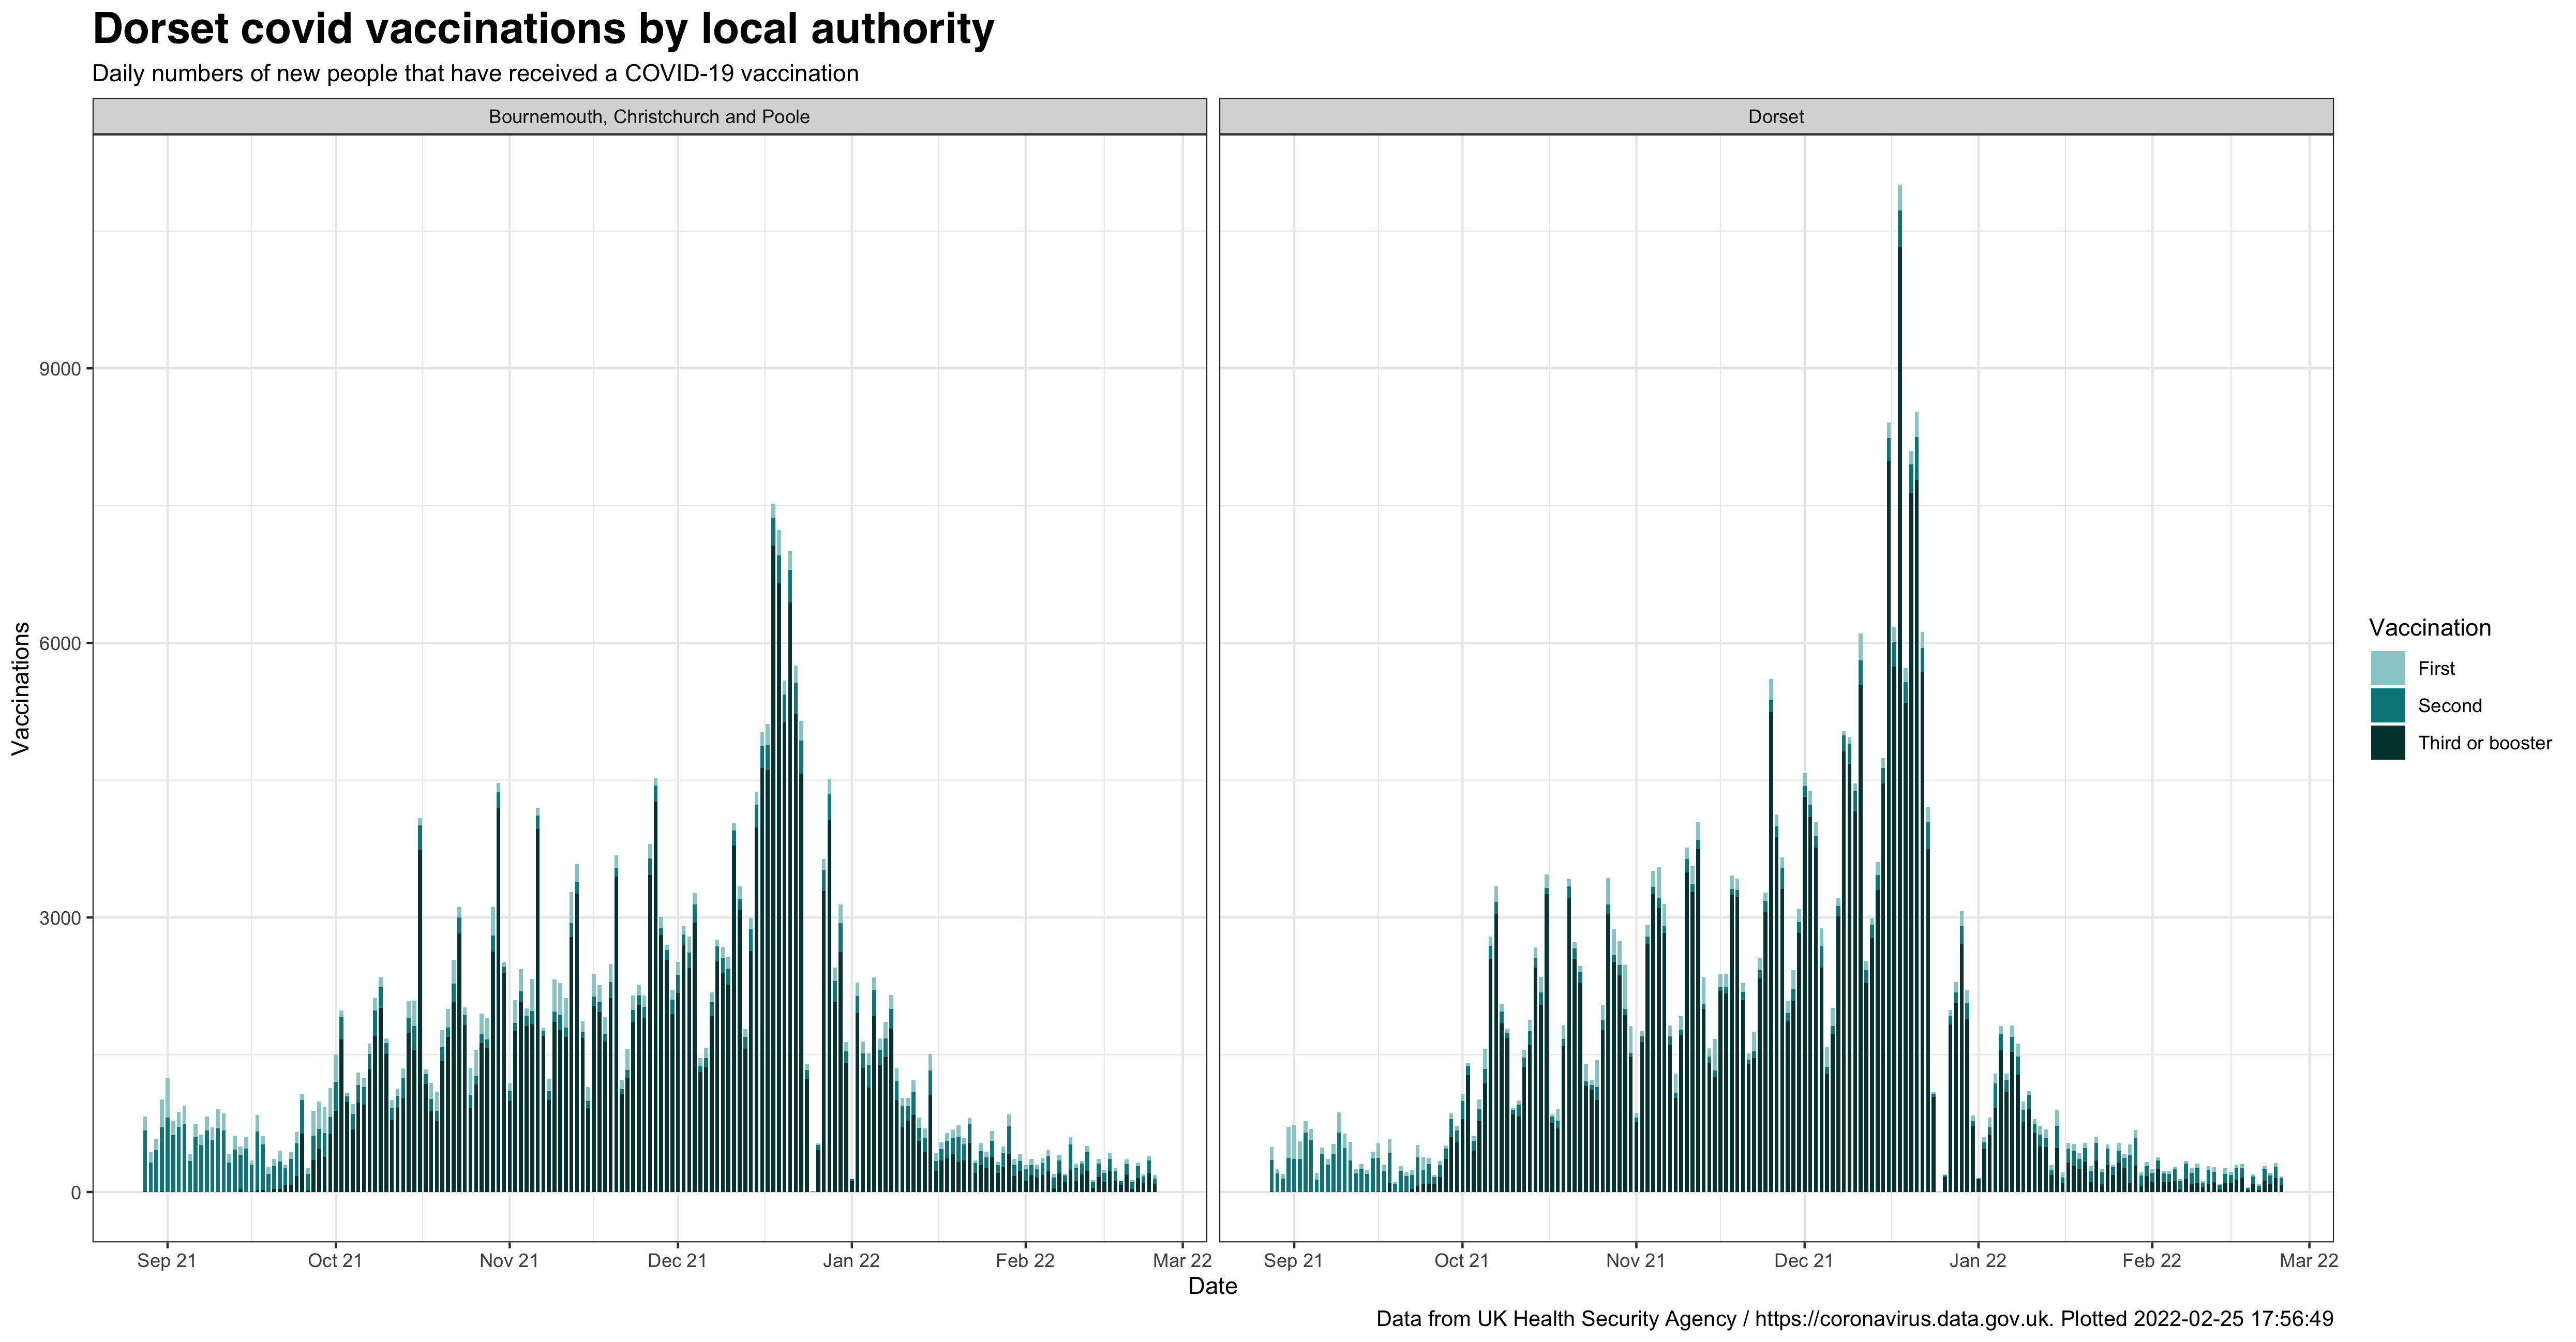 Dorset covid vaccinations by local authority
Daily numbers of new people that have received a COVID-19 vaccination
Bournemouth, Christchurch and Poole
Dorset
Vaccinations
9000
6000
3000
0
Sep 21
Oct 21
Nov 21
Dec 21
Jan 22
Feb 22
Mar 22
Sep 21
Oct 21
Nov 21
Dec 21
Jan 22
Feb 22
Mar 22
Date
Vaccination
First
Second
Third or booster
Data from UK Health Security Agency / https://coronavirus.data.gov.uk. Plotted 2022-02-25 17:56:49